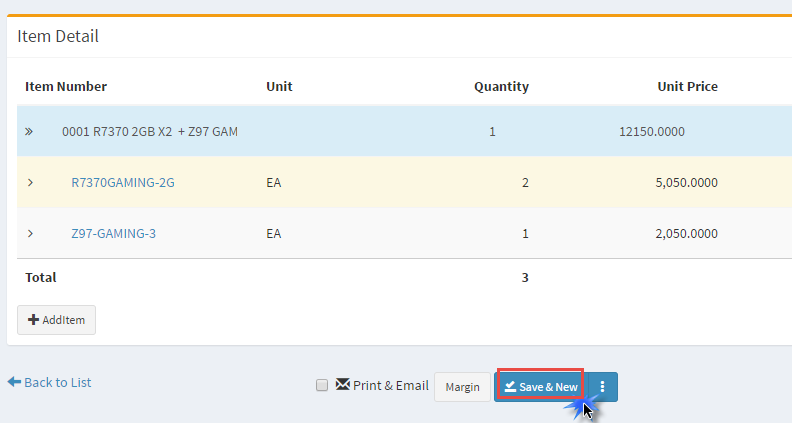 Item Detail
Item Number Unit Quantity Unit Price
0001 R7370 2GB X2 + Z97 GAM 1 12150.0000
R7370GAMING-2G EA 2 5,050.0000
Z97-GAMING-3 EA 1 2,050.0000
Total 3
AddItem
Back to List Print & Email Margin Save & New